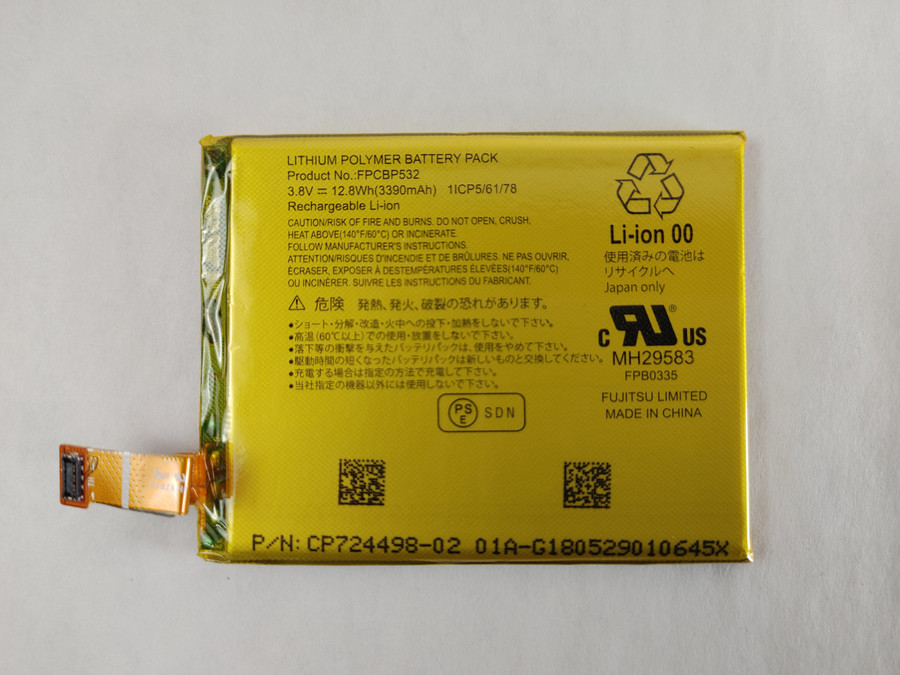 LITHIUM POLYMER BATTERY PACK
Product No.:FPCBP532
3.8V ⎓ 12.8Wh(3390mAh) 1ICP5/61/78
Rechargeable Li-ion
CAUTION/RISK OF FIRE AND BURNS. DO NOT OPEN, CRUSH,
HEAT ABOVE(140°F/60°C) OR INCINERATE.
FOLLOW MANUFACTURER'S INSTRUCTIONS.
ATTENTION/RISQUES D'INCENDIE ET DE BRÛLURES. NE PAS OUVRIR,
ÉCRASER, EXPOSER À DESTEMPÉRATURES ÉLEVÉES(140°F/60°C)
OU INCINÉRER. SUIVRE LES INSTRUCTIONS DU FABRICANT.
⚠ 危険 発熱、発火、破裂の恐れがあります。
●ショート・分解・改造・火中への投下・加熱をしないで下さい。
●高温(60℃以上)での使用・放置をしないで下さい。
●落下等の衝撃を与えたバッテリパックは、使用をやめて下さい。
●駆動時間の短くなったバッテリパックは新しいものと交換してください。
●充電する場合は指定の方法で充電して下さい。
●当社指定の機器以外には使用しないで下さい。
PS
E
SDN
Li-ion 00
使用済みの電池は
リサイクルへ
Japan only
c RU® US
MH29583
FPB0335
FUJITSU LIMITED
MADE IN CHINA
P/N: CP724498-02 01A-G180529010645X